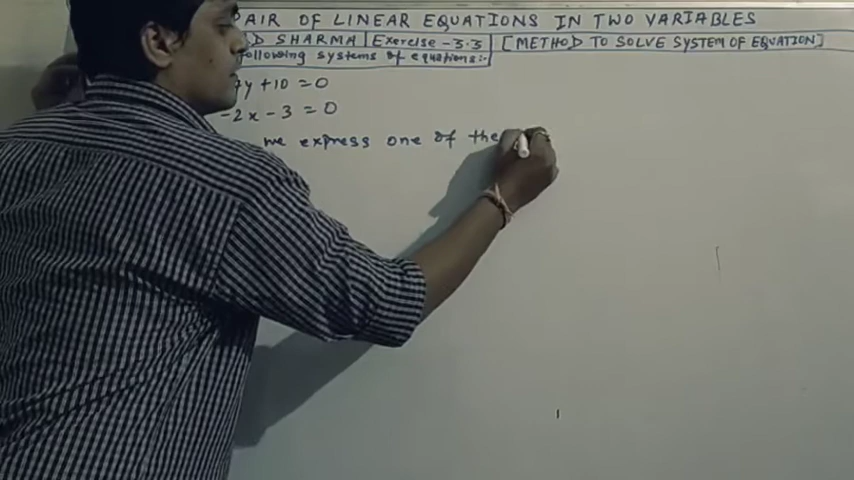 AIR OF LINEAR EQUATIONS IN TWO VARIABLES
D SHARMA Exercise - 3.3 [METHOD TO SOLVE SYSTEM OF EQUATION]
following systems of equations:-
y + 10 = 0
- 2x - 3 = 0
we express one of the